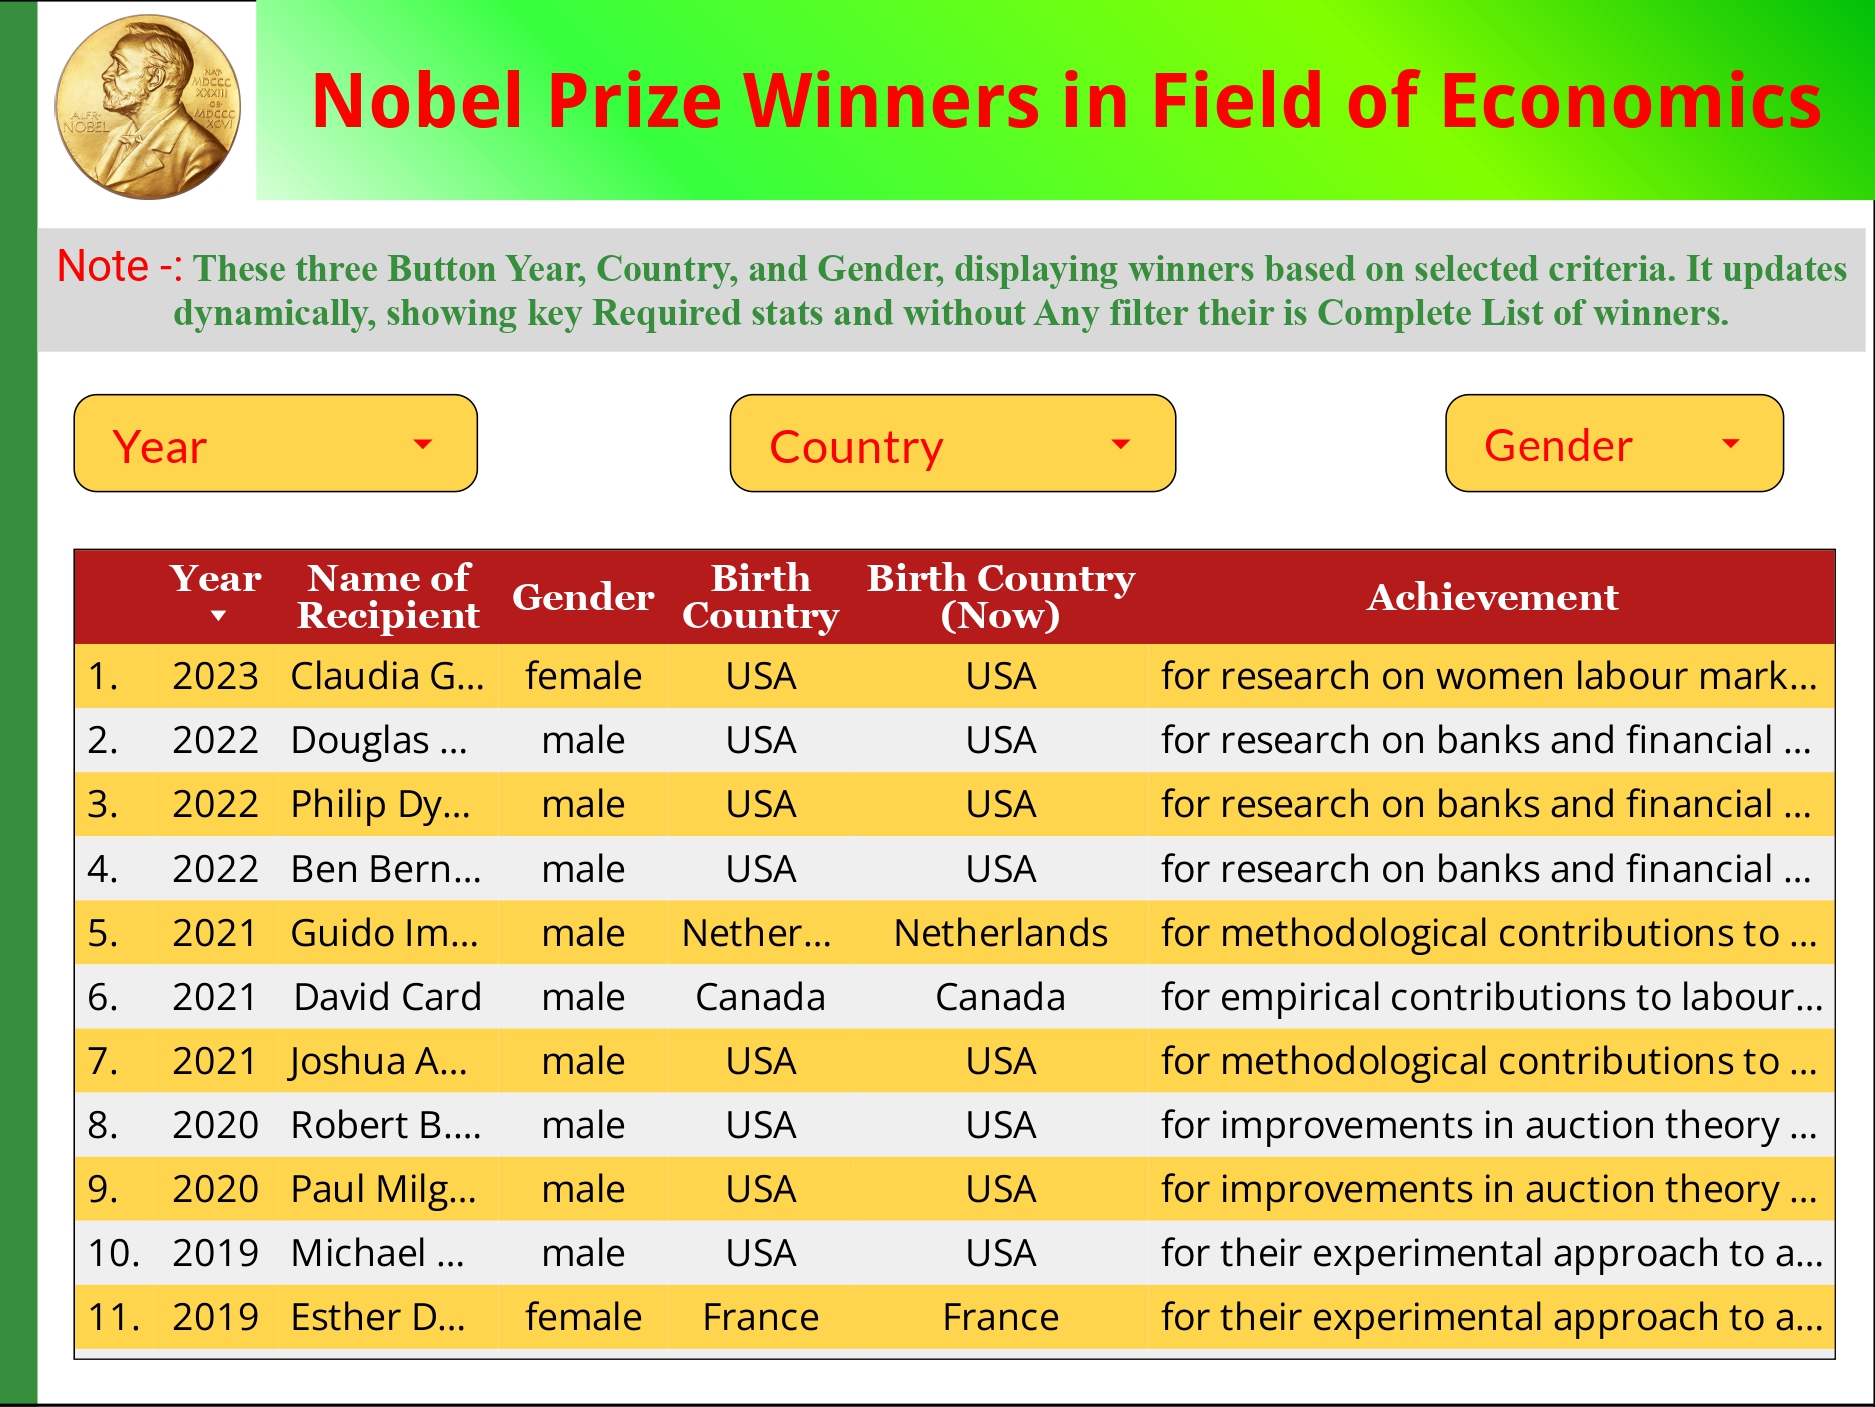 NAT.
MDCCC
XXXIII
OB.
MDCCC
XCVI
ALFR.
NOBEL
Nobel Prize Winners in Field of Economics
Note -: These three Button Year, Country, and Gender, displaying winners based on selected criteria. It updates
dynamically, showing key Required stats and without Any filter their is Complete List of winners.
Year Country Gender
Year Name of Recipient Gender Birth Country Birth Country (Now) Achievement
1. 2023 Claudia G... female USA USA for research on women labour mark...
2. 2022 Douglas ... male USA USA for research on banks and financial ...
3. 2022 Philip Dy... male USA USA for research on banks and financial ...
4. 2022 Ben Bern... male USA USA for research on banks and financial ...
5. 2021 Guido Im... male Nether... Netherlands for methodological contributions to ...
6. 2021 David Card male Canada Canada for empirical contributions to labour...
7. 2021 Joshua A... male USA USA for methodological contributions to ...
8. 2020 Robert B.... male USA USA for improvements in auction theory ...
9. 2020 Paul Milg... male USA USA for improvements in auction theory ...
10. 2019 Michael ... male USA USA for their experimental approach to a...
11. 2019 Esther D... female France France for their experimental approach to a...